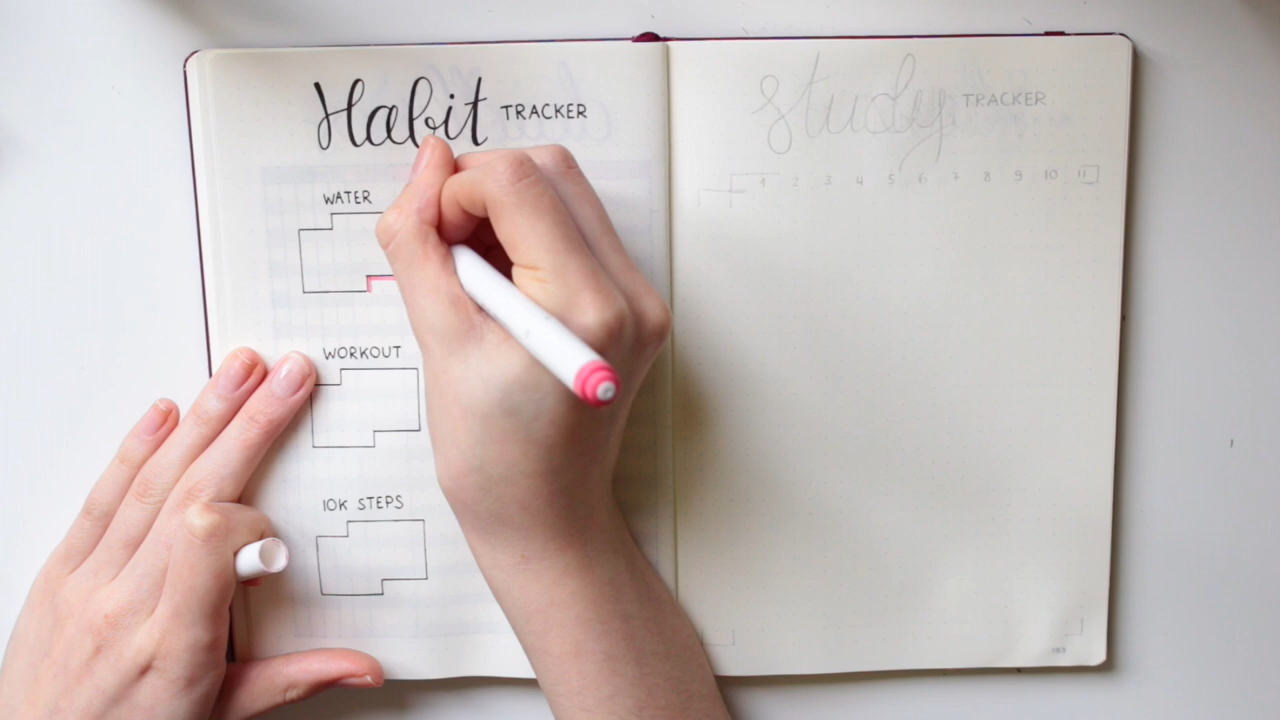 Habit TRACKER
WATER
WORKOUT
10K STEPS
study TRACKER
1 2 3 4 5 6 7 8 9 10 11
183